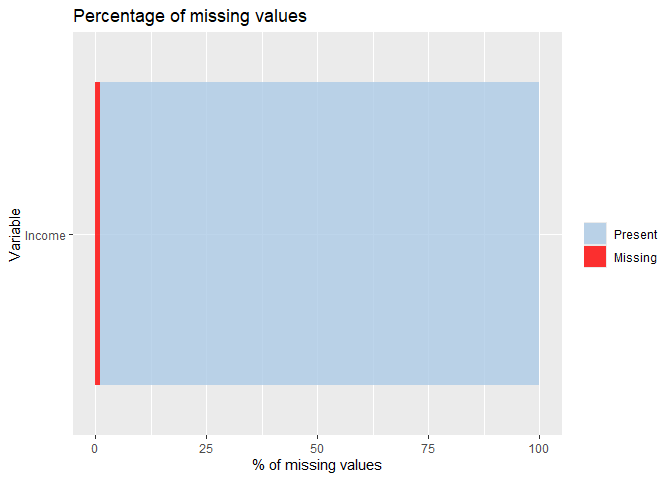 Percentage of missing values
Variable
Income
Present
Missing
0 25 50 75 100
% of missing values